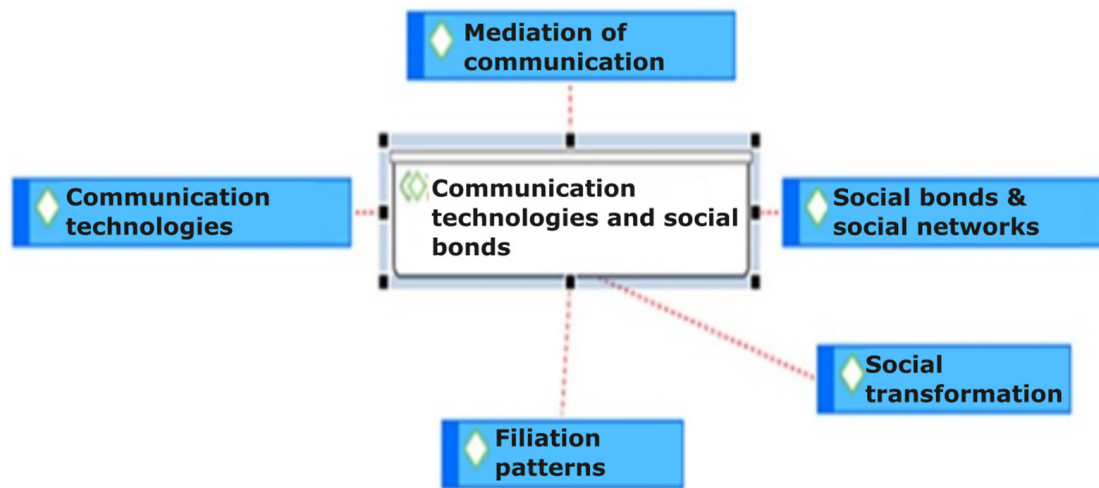 Mediation of
communication
Communication
technologies
Communication
technologies and social
bonds
Social bonds &
social networks
Social
transformation
Filiation
patterns